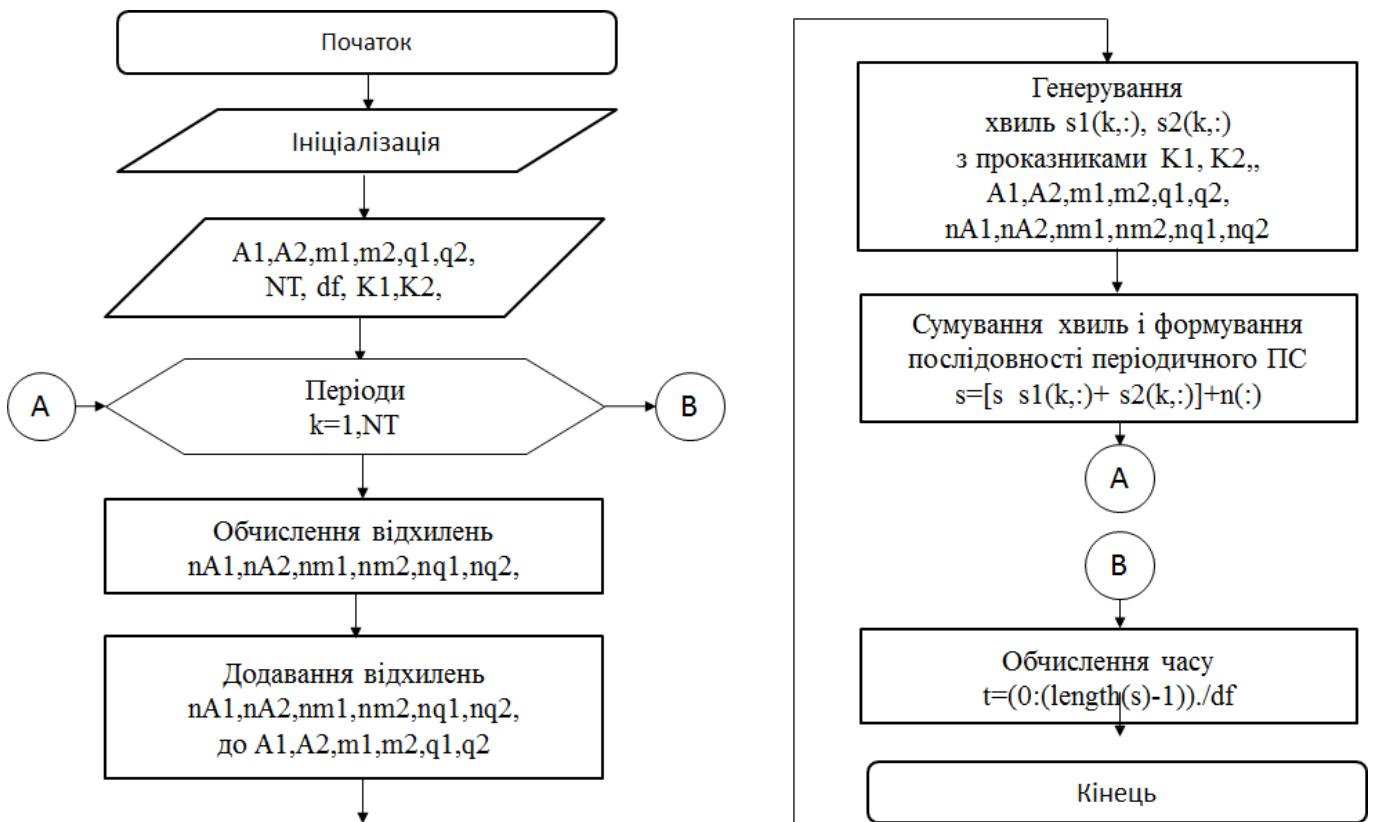 Початок
Ініціалізація
A1,A2,m1,m2,q1,q2,
NT, df, K1,K2,
A
Періоди
k=1,NT
B
Обчислення відхилень
nA1,nA2,nm1,nm2,nq1,nq2,
Додавання відхилень
nA1,nA2,nm1,nm2,nq1,nq2,
до A1,A2,m1,m2,q1,q2
Генерування
хвиль s1(k,:), s2(k,:)
з проказниками K1, K2,,
A1,A2,m1,m2,q1,q2,
nA1,nA2,nm1,nm2,nq1,nq2
Сумування хвиль і формування
послідовності періодичного ПС
s=[s s1(k,:)+ s2(k,:)]+n(:)
A
B
Обчислення часу
t=(0:(length(s)-1))./df
Кінець